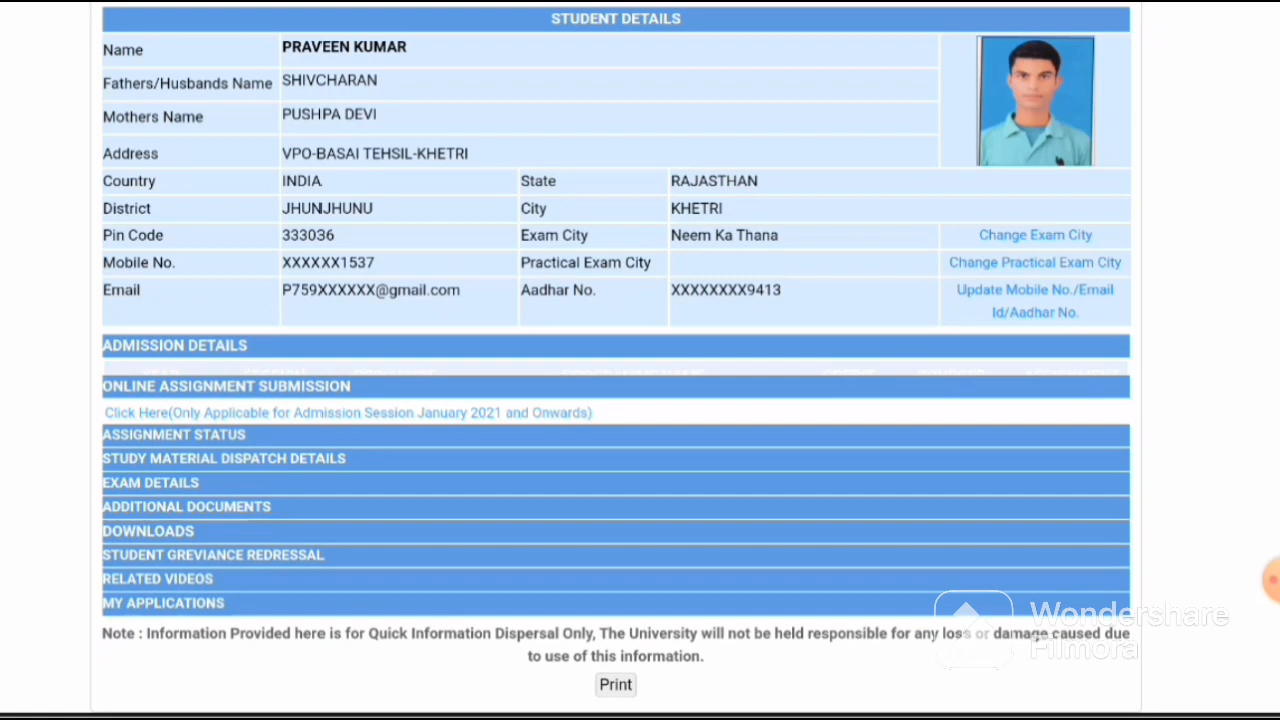 STUDENT DETAILS
Name PRAVEEN KUMAR
Fathers/Husbands Name SHIVCHARAN
Mothers Name PUSHPA DEVI
Address VPO-BASAI TEHSIL-KHETRI
Country INDIA State RAJASTHAN
District JHUNJHUNU City KHETRI
Pin Code 333036 Exam City Neem Ka Thana Change Exam City
Mobile No. XXXXXX1537 Practical Exam City Change Practical Exam City
Email P759XXXXXX@gmail.com Aadhar No. XXXXXXXX9413 Update Mobile No./Email
Id/Aadhar No.
ADMISSION DETAILS
ONLINE ASSIGNMENT SUBMISSION
Click Here(Only Applicable for Admission Session January 2021 and Onwards)
ASSIGNMENT STATUS
STUDY MATERIAL DISPATCH DETAILS
EXAM DETAILS
ADDITIONAL DOCUMENTS
DOWNLOADS
STUDENT GREVIANCE REDRESSAL
RELATED VIDEOS
MY APPLICATIONS
Note : Information Provided here is for Quick Information Dispersal Only, The University will not be held responsible for any loss or damage caused due
to use of this information.
Print
Wondershare
Filmora